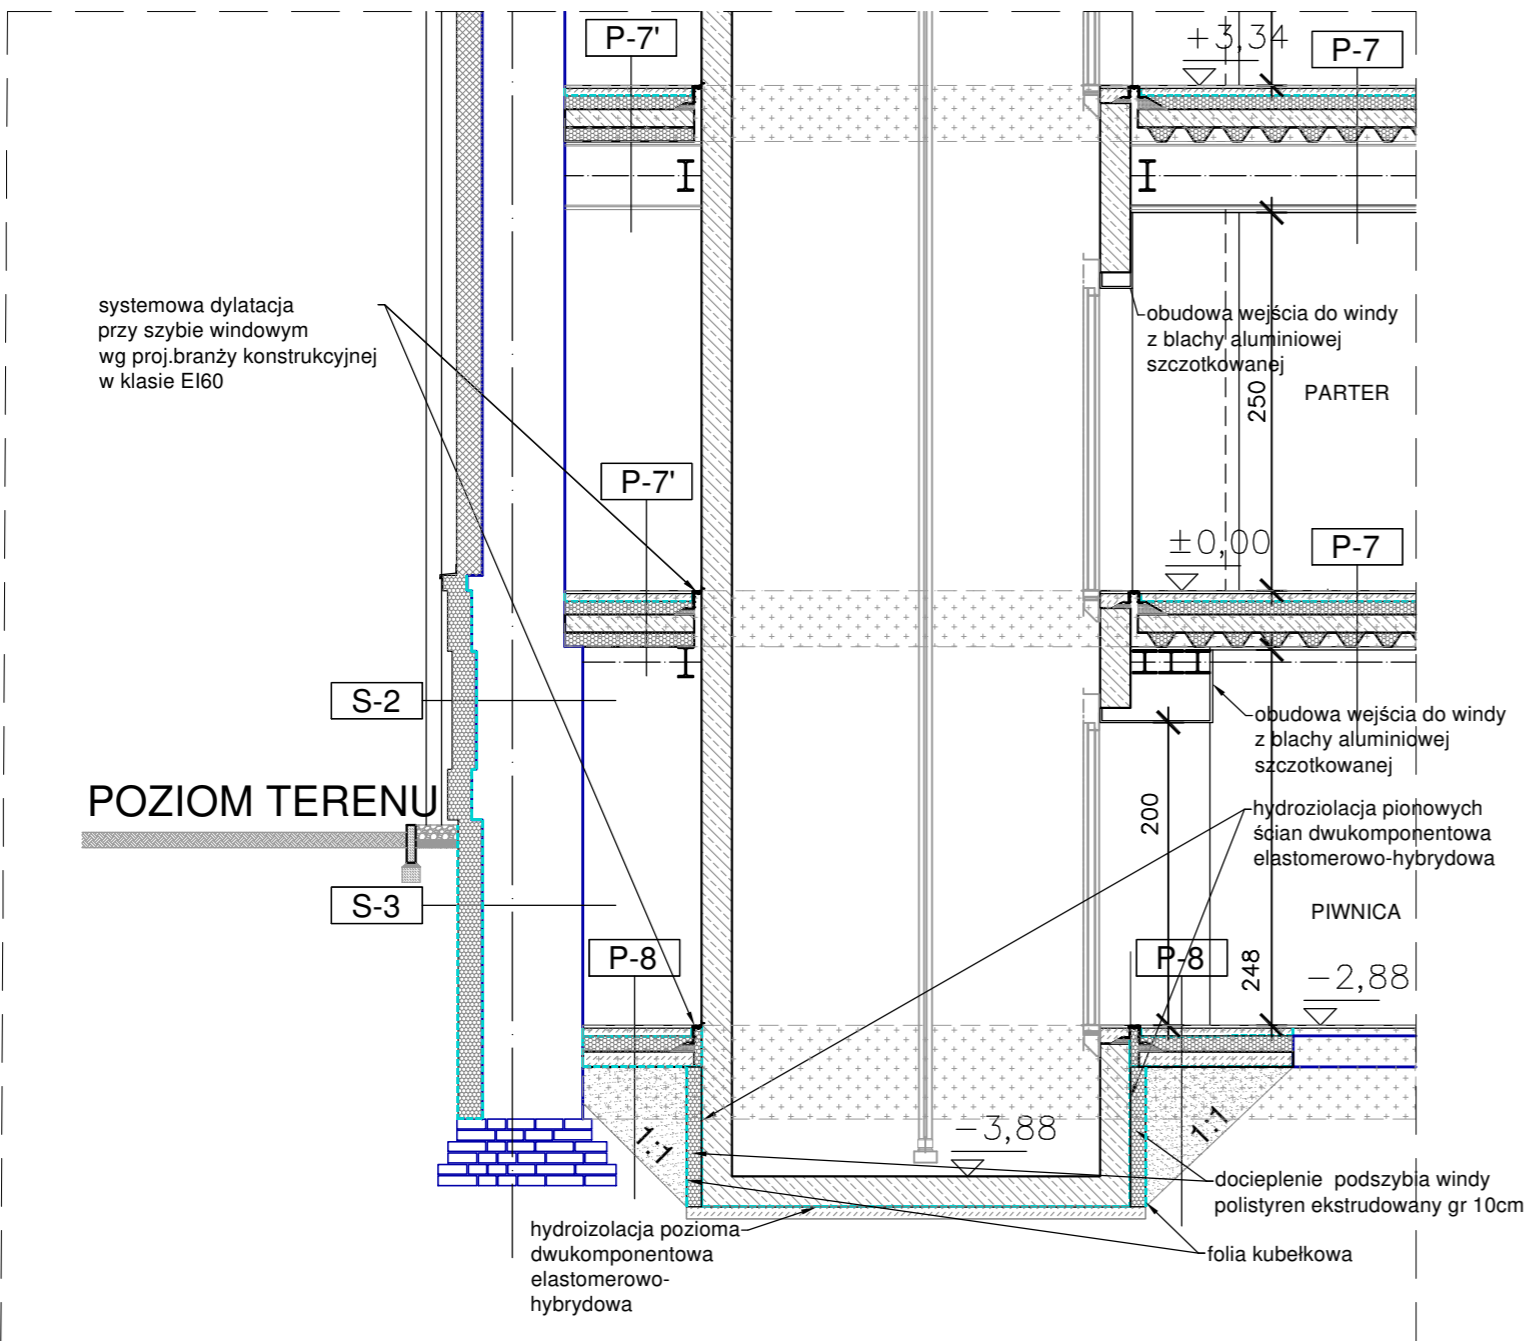 P-7'
+3,34
P-7
systemowa dylatacja
przy szybie windowym
wg proj.branży konstrukcyjnej
w klasie EI60
obudowa wejścia do windy
z blachy aluminiowej
szczotkowanej
250
PARTER
P-7'
±0,00
P-7
S-2
obudowa wejścia do windy
z blachy aluminiowej
szczotkowanej
POZIOM TERENU
200
hydroziolacja pionowych
ścian dwukomponentowa
elastomerowo-hybrydowa
S-3
PIWNICA
P-8
P-8
248
-2,88
1:1
-3,88
1:1
docieplenie podszybia windy
polistyren ekstrudowany gr 10cm
hydroizolacja pozioma
dwukomponentowa
elastomerowo-
hybrydowa
folia kubełkowa